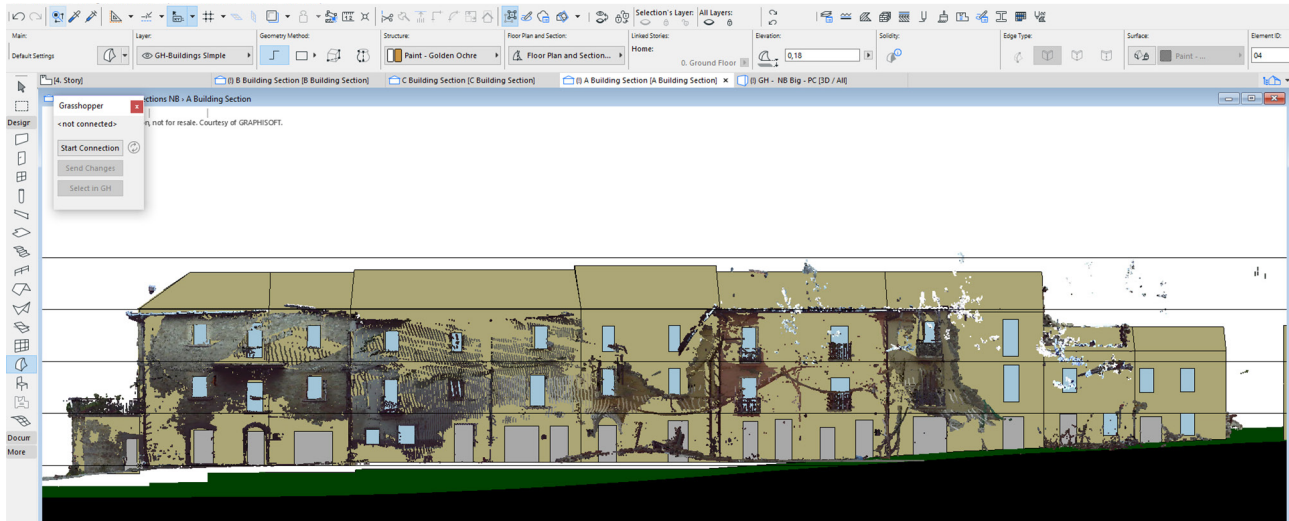 Selection's Layer: All Layers:
Main:
Layer:
Geometry Method:
Structure:
Floor Plan and Section:
Linked Stories:
Elevation:
Solidity:
Edge Type:
Surface:
Element ID:
Default Settings
GH-Buildings SImple
Paint - Golden Ochre
Floor Plan and Section...
Home:
0. Ground Floor
0,18
Paint -...
04
[4. Story]
(!) B Building Section [B Building Section]
C Building Section [C Building Section]
(!) A Building Section [A Building Section]
(!) GH - NB Big - PC [3D / All]
ctions NB › A Building Section
Grasshopper
x
<not connected>
n, not for resale. Courtesy of GRAPHISOFT.
Start Connection
Send Changes
Select in GH
Desigr
Docum
More